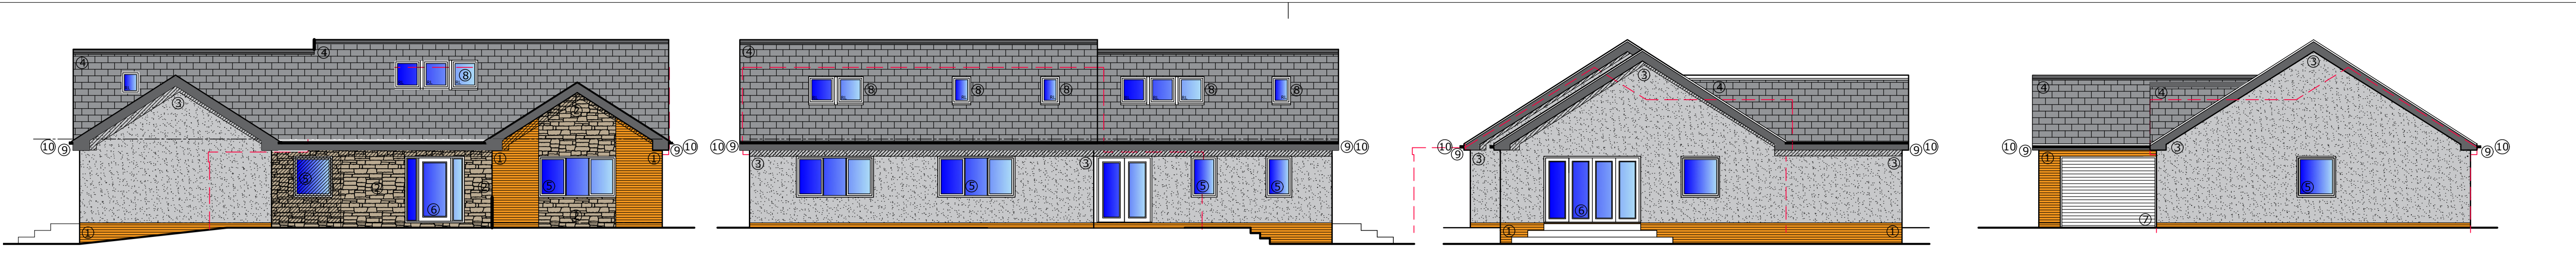 ④ ④ ⑧ ③ ② ⑩ ⑨ ① ① ⑨ ⑩ ⑤ ② ② ⑤ ⑥ ② ①
④ ⑧ ⑧ ⑧ ⑧ ⑧ ⑩ ⑨ ③ ③ ⑨ ⑩ ⑤ ⑤ ⑤
③ ④ ⑩ ⑨ ③ ③ ⑨ ⑩ ⑥ ① ①
③ ④ ④ ⑩ ⑨ ① ③ ⑨ ⑩ ⑤ ⑦